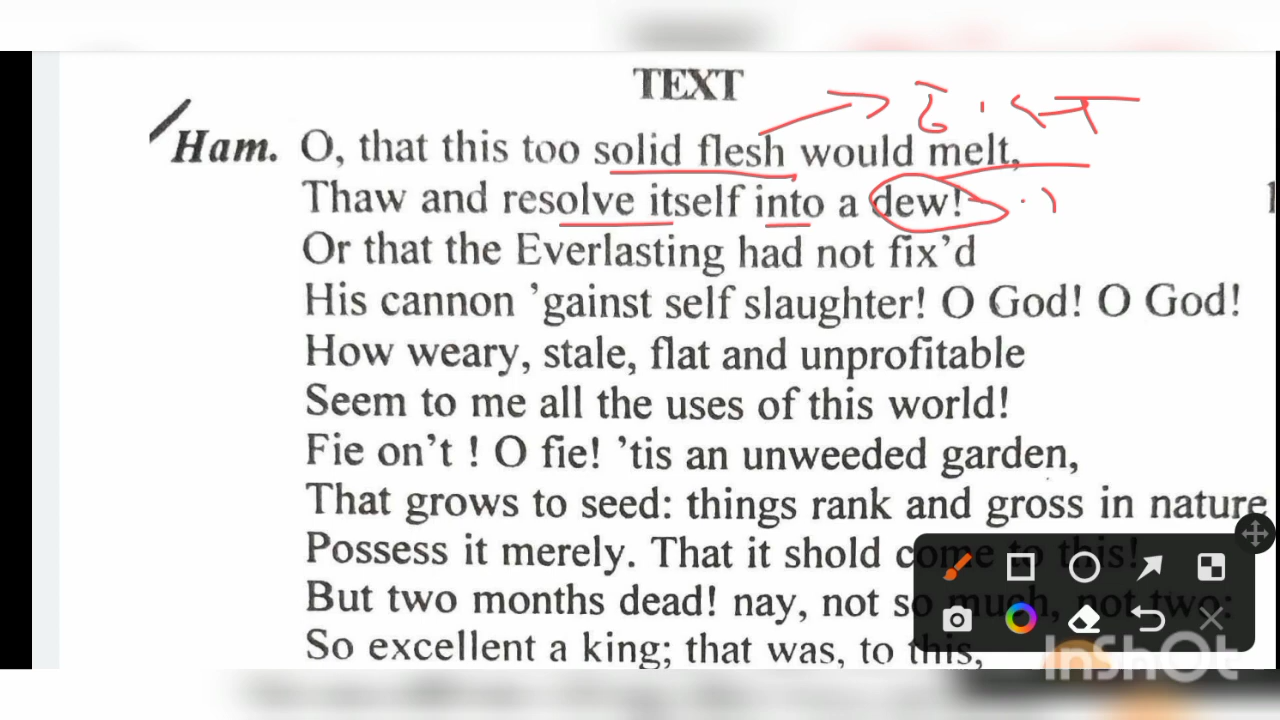 TEXT
Ham. O, that this too solid flesh would melt,
Thaw and resolve itself into a dew!
Or that the Everlasting had not fix'd
His cannon 'gainst self slaughter! O God! O God!
How weary, stale, flat and unprofitable
Seem to me all the uses of this world!
Fie on't ! O fie! 'tis an unweeded garden,
That grows to seed: things rank and gross in nature
Possess it merely. That it shold come to this!
But two months dead! nay, not so much, not two:
So excellent a king; that was, to this,
InShOt